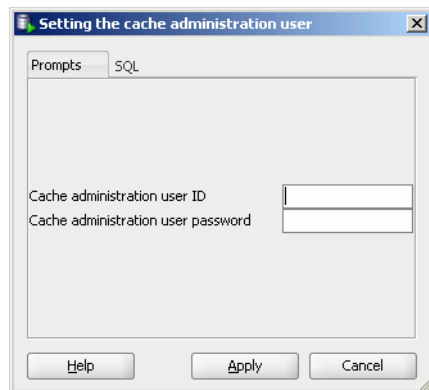 Setting the cache administration user
Prompts SQL
Cache administration user ID
Cache administration user password
Help Apply Cancel